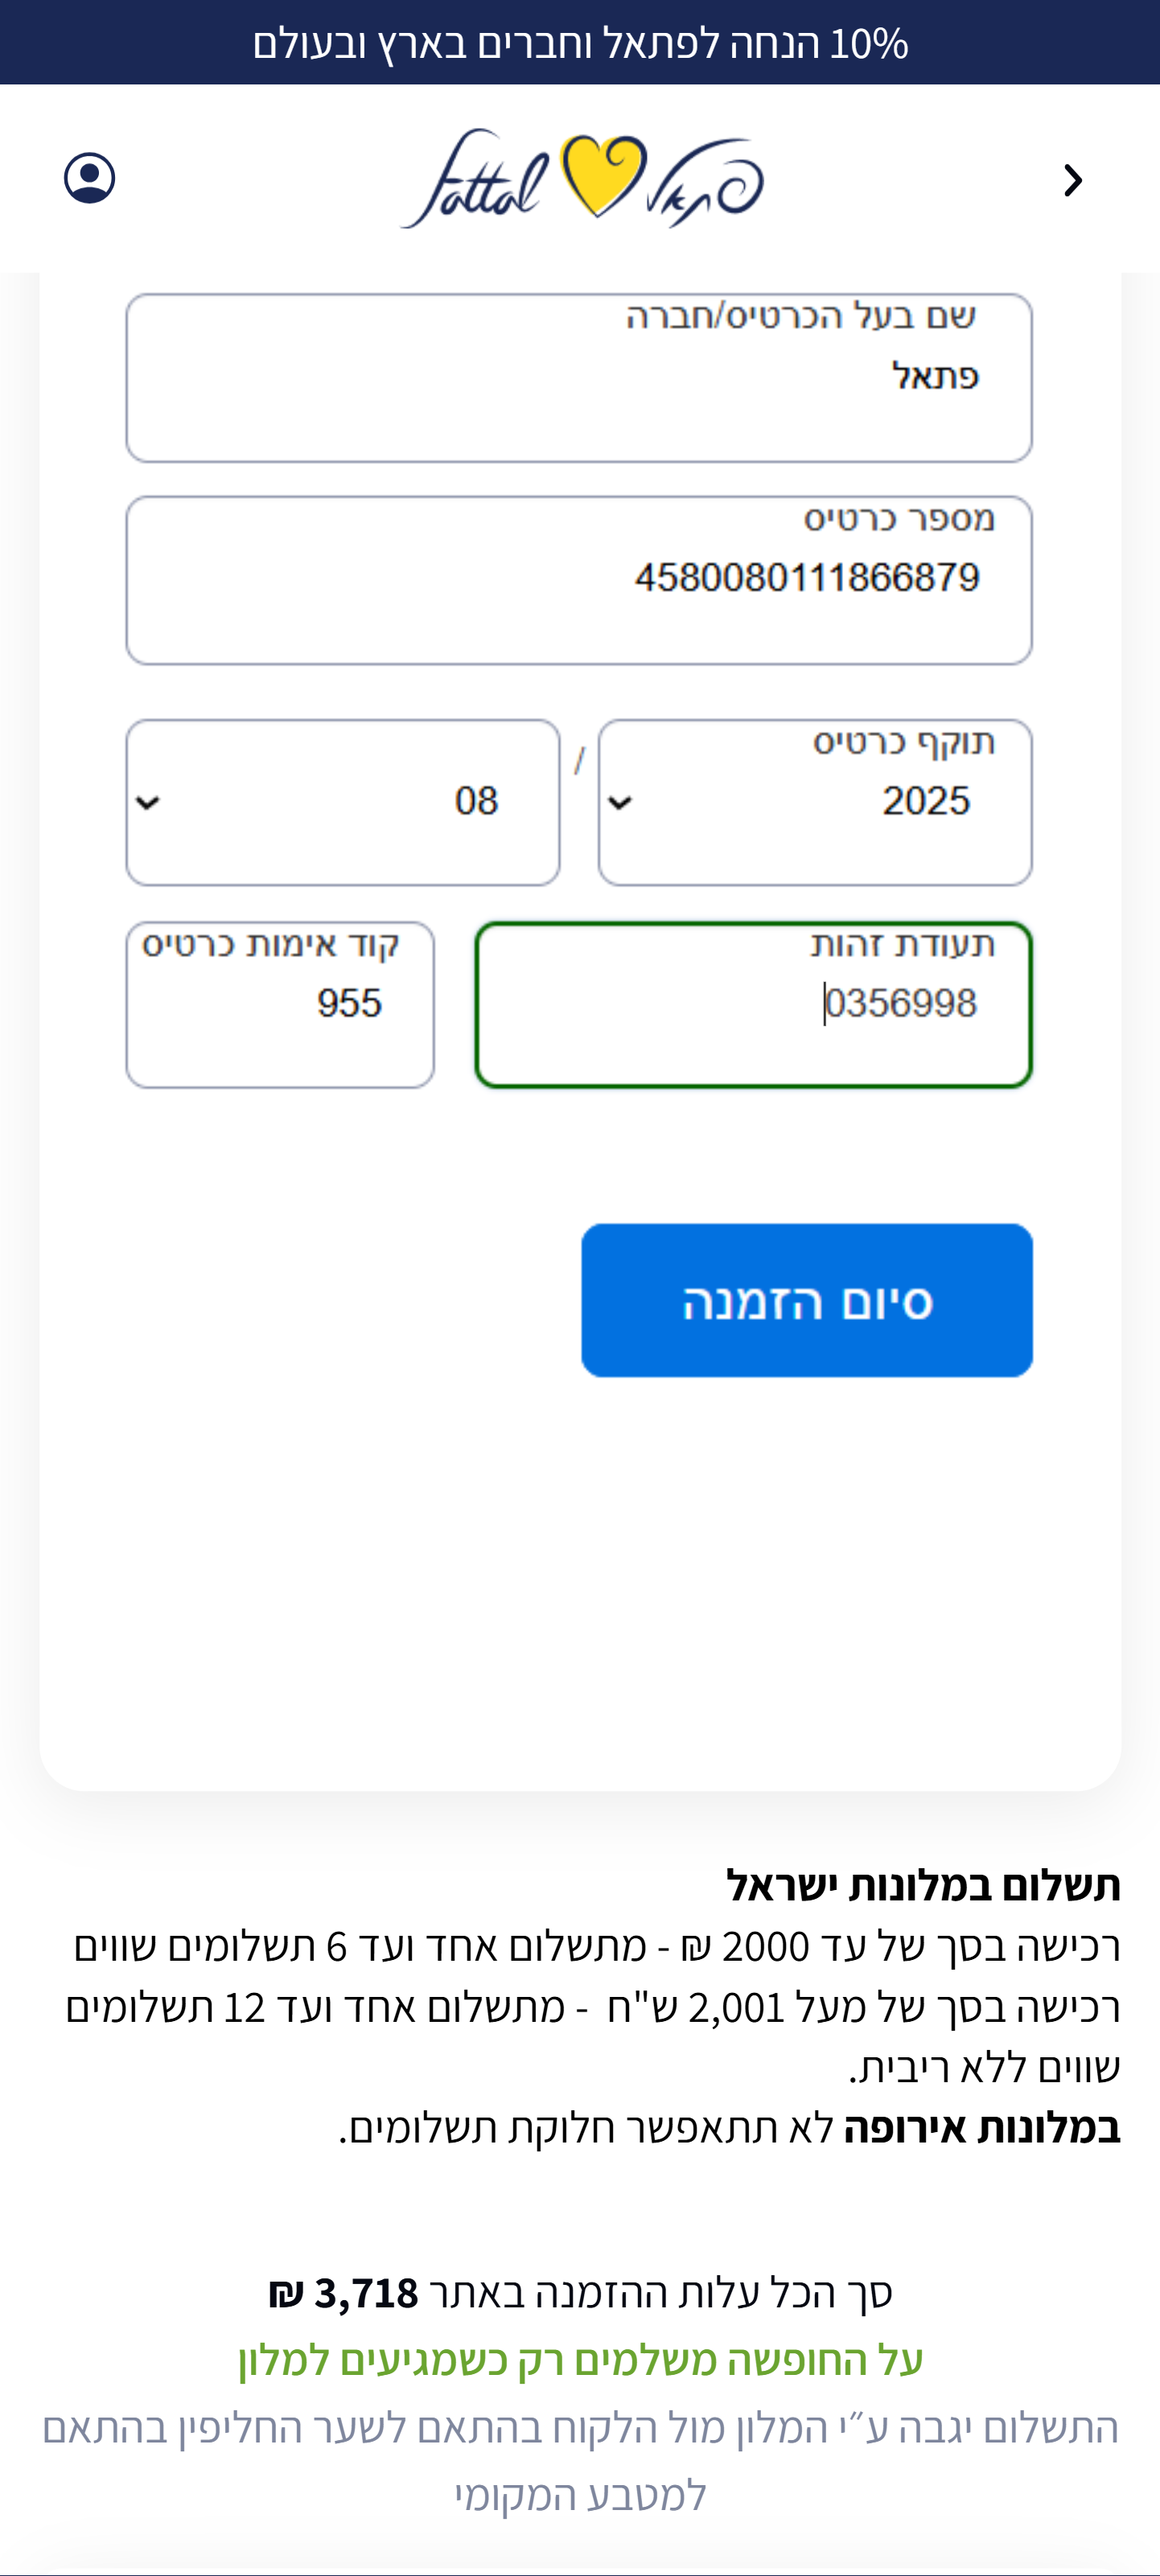 10% הנחה לפתאל וחברים בארץ ובעולם
fattal פתאל
שם בעל הכרטיס/חברה
פתאל
מספר כרטיס
4580080111866879
תוקף כרטיס
2025 / 08
תעודת זהות
0356998
קוד אימות כרטיס
955
סיום הזמנה
תשלום במלונות ישראל
רכישה בסך של עד 2000 ₪ - מתשלום אחד ועד 6 תשלומים שווים
רכישה בסך של מעל 2,001 ש"ח - מתשלום אחד ועד 12 תשלומים
שווים ללא ריבית.
במלונות אירופה לא תתאפשר חלוקת תשלומים.
סך הכל עלות ההזמנה באתר 3,718 ₪
על החופשה משלמים רק כשמגיעים למלון
התשלום יגבה ע״י המלון מול הלקוח בהתאם לשער החליפין בהתאם
למטבע המקומי